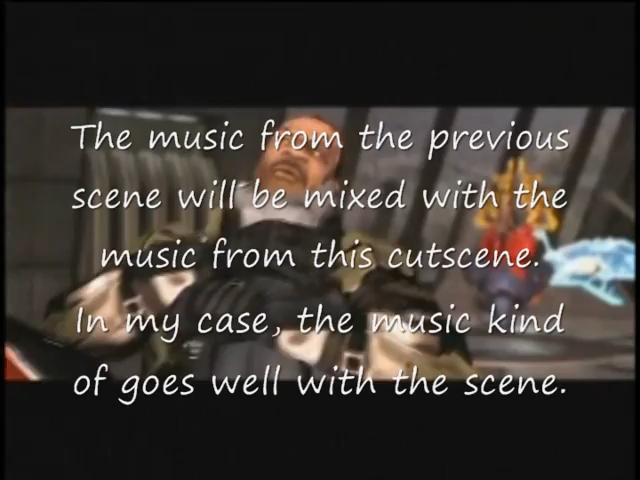 The music from the previous
scene will be mixed with the
music from this cutscene.
In my case, the music kind
of goes well with the scene.